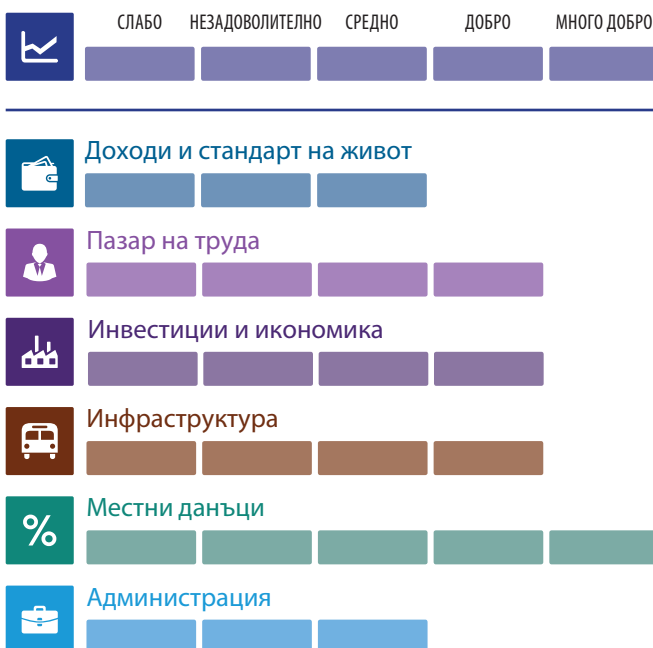 СЛАБО НЕЗАДОВОЛИТЕЛНО СРЕДНО ДОБРО МНОГО ДОБРО
Доходи и стандарт на живот
Пазар на труда
Инвестиции и икономика
Инфраструктура
Местни данъци
%
Администрация